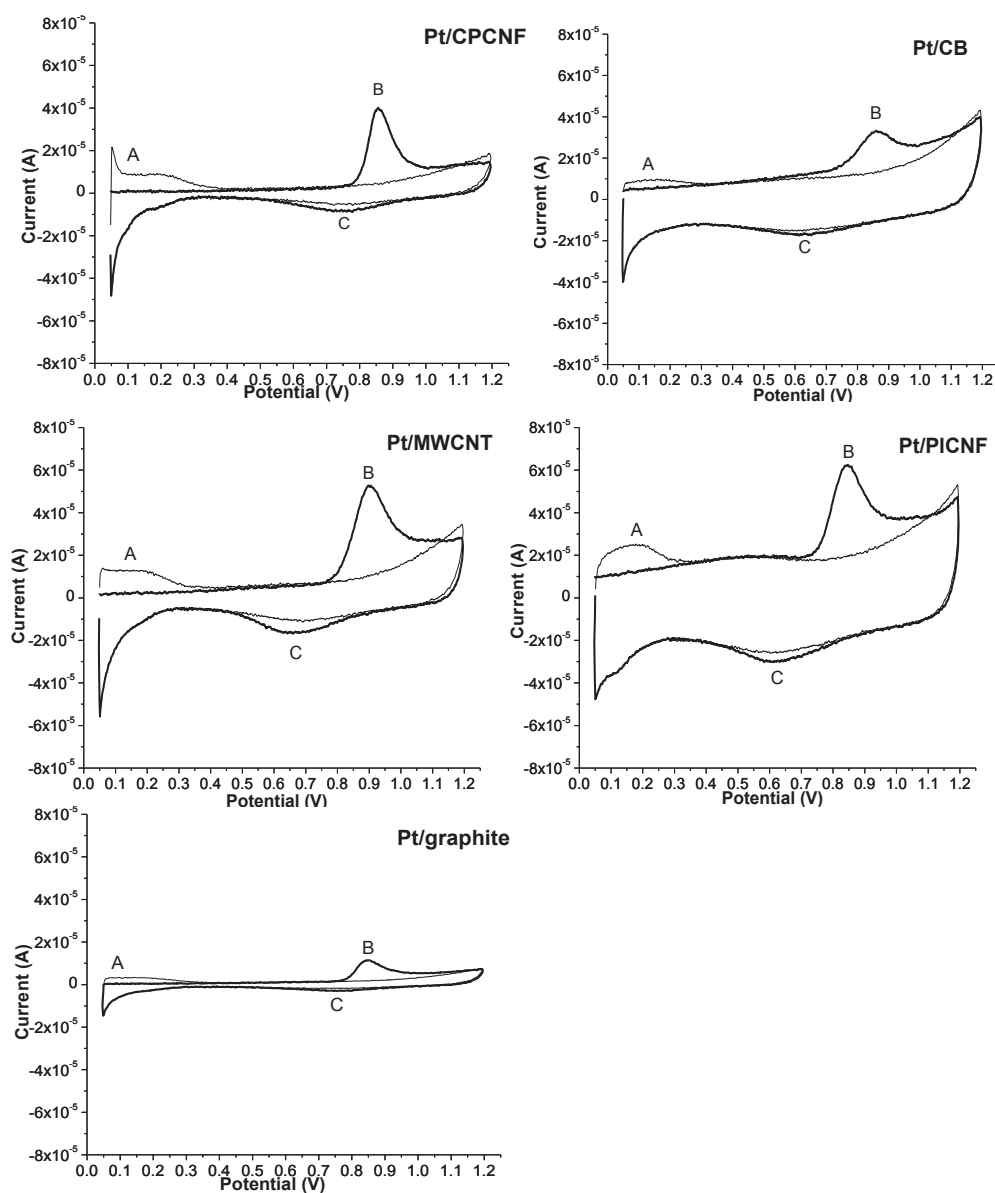 Pt/CPCNF
8x10⁻⁵
6x10⁻⁵
4x10⁻⁵
2x10⁻⁵
0
-2x10⁻⁵
-4x10⁻⁵
-6x10⁻⁵
-8x10⁻⁵
Current (A)
A
B
C
0.0 0.1 0.2 0.3 0.4 0.5 0.6 0.7 0.8 0.9 1.0 1.1 1.2
Potential (V)
Pt/CB
8x10⁻⁵
6x10⁻⁵
4x10⁻⁵
2x10⁻⁵
0
-2x10⁻⁵
-4x10⁻⁵
-6x10⁻⁵
-8x10⁻⁵
Current (A)
A
B
C
0.0 0.1 0.2 0.3 0.4 0.5 0.6 0.7 0.8 0.9 1.0 1.1 1.2
Potential (V)
Pt/MWCNT
8x10⁻⁵
6x10⁻⁵
4x10⁻⁵
2x10⁻⁵
0
-2x10⁻⁵
-4x10⁻⁵
-6x10⁻⁵
-8x10⁻⁵
Current (A)
A
B
C
0.0 0.1 0.2 0.3 0.4 0.5 0.6 0.7 0.8 0.9 1.0 1.1 1.2
Potential (V)
Pt/PlCNF
8x10⁻⁵
6x10⁻⁵
4x10⁻⁵
2x10⁻⁵
0
-2x10⁻⁵
-4x10⁻⁵
-6x10⁻⁵
-8x10⁻⁵
Current (A)
A
B
C
0.0 0.1 0.2 0.3 0.4 0.5 0.6 0.7 0.8 0.9 1.0 1.1 1.2
Potential (V)
Pt/graphite
8x10⁻⁵
6x10⁻⁵
4x10⁻⁵
2x10⁻⁵
0
-2x10⁻⁵
-4x10⁻⁵
-6x10⁻⁵
-8x10⁻⁵
Current (A)
A
B
C
0.0 0.1 0.2 0.3 0.4 0.5 0.6 0.7 0.8 0.9 1.0 1.1 1.2
Potential (V)